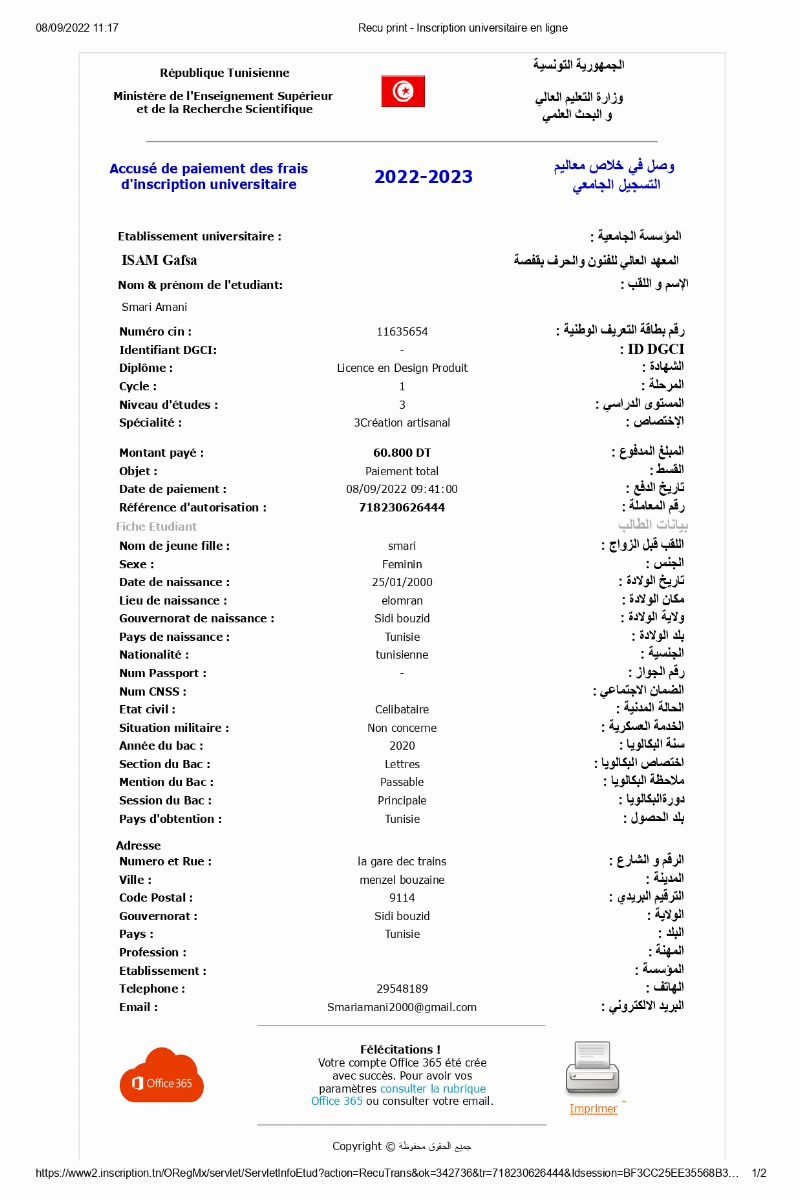 08/09/2022 11:17 Recu print - Inscription universitaire en ligne
République Tunisienne الجمهورية التونسية
Ministère de l'Enseignement Supérieur et de la Recherche Scientifique وزارة التعليم العالي و البحث العلمي
Accusé de paiement des frais d'inscription universitaire 2022-2023 وصل في خلاص معاليم التسجيل الجامعي
Etablissement universitaire : المؤسسة الجامعية :
ISAM Gafsa المعهد العالي للفنون والحرف بقفصة
Nom & prénom de l'etudiant: الإسم و اللقب :
Smari Amani
Numéro cin : 11635654 رقم بطاقة التعريف الوطنية :
Identifiant DGCI: - ID DGCI :
Diplôme : Licence en Design Produit الشهادة :
Cycle : 1 المرحلة :
Niveau d'études : 3 المستوى الدراسي :
Spécialité : 3Création artisanal الإختصاص :
Montant payé : 60.800 DT المبلغ المدفوع :
Objet : Paiement total القسط :
Date de paiement : 08/09/2022 09:41:00 تاريخ الدفع :
Référence d'autorisation : 718230626444 رقم المعاملة :
Fiche Etudiant بيانات الطالب
Nom de jeune fille : smari اللقب قبل الزواج :
Sexe : Feminin الجنس :
Date de naissance : 25/01/2000 تاريخ الولادة :
Lieu de naissance : elomran مكان الولادة :
Gouvernorat de naissance : Sidi bouzid ولاية الولادة :
Pays de naissance : Tunisie بلد الولادة :
Nationalité : tunisienne الجنسية :
Num Passport : - رقم الجواز :
Num CNSS : الضمان الاجتماعي :
Etat civil : Celibataire الحالة المدنية :
Situation militaire : Non concerne الخدمة العسكرية :
Année du bac : 2020 سنة البكالويا :
Section du Bac : Lettres اختصاص البكالويا :
Mention du Bac : Passable ملاحظة البكالويا :
Session du Bac : Principale دورةالبكالويا :
Pays d'obtention : Tunisie بلد الحصول :
Adresse
Numero et Rue : la gare dec trains الرقم و الشارع :
Ville : menzel bouzaine المدينة :
Code Postal : 9114 الترقيم البريدي :
Gouvernorat : Sidi bouzid الولاية :
Pays : Tunisie البلد :
Profession : المهنة :
Etablissement : المؤسسة :
Telephone : 29548189 الهاتف :
Email : Smariamani2000@gmail.com البريد الالكتروني :
Office 365
Félécitations !
Votre compte Office 365 été crée
avec succès. Pour avoir vos
paramètres consulter la rubrique
Office 365 ou consulter votre email.
Imprimer
Copyright © جميع الحقوق محفوظة
https://www2.inscription.tn/ORegMx/servlet/ServletInfoEtud?action=RecuTrans&ok=342736&tr=718230626444&Idsession=BF3CC25EE35568B3... 1/2